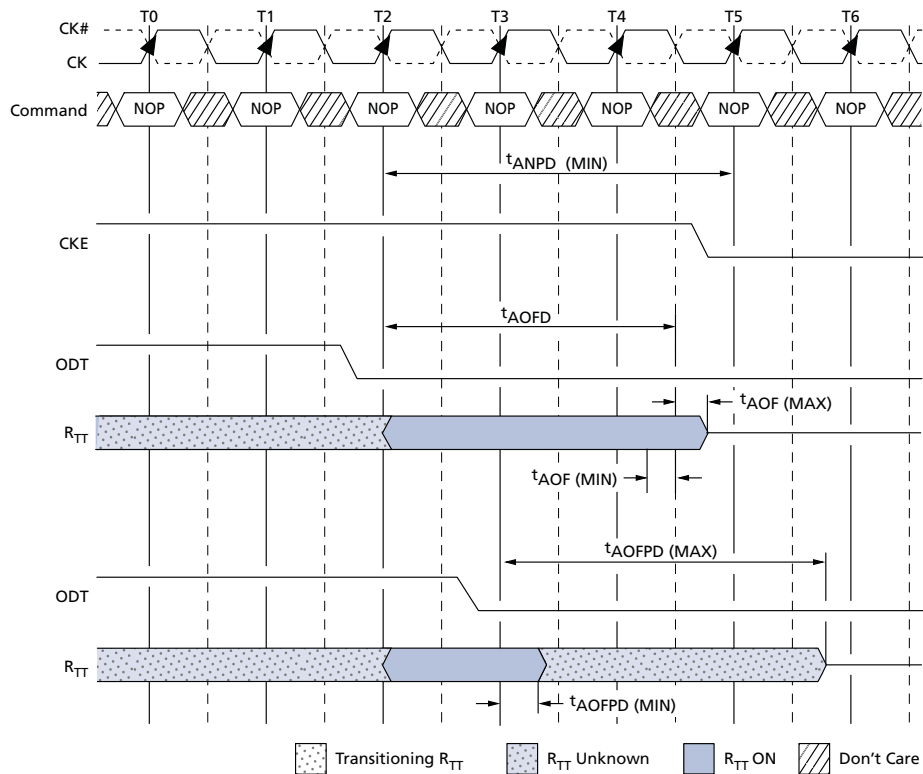 T0 T1 T2 T3 T4 T5 T6
CK#
CK
Command NOP NOP NOP NOP NOP NOP NOP
tANPD (MIN)
CKE
tAOFD
ODT
tAOF (MAX)
RTT
tAOF (MIN)
tAOFPD (MAX)
ODT
RTT
tAOFPD (MIN)
Transitioning RTT RTT Unknown RTT ON Don't Care